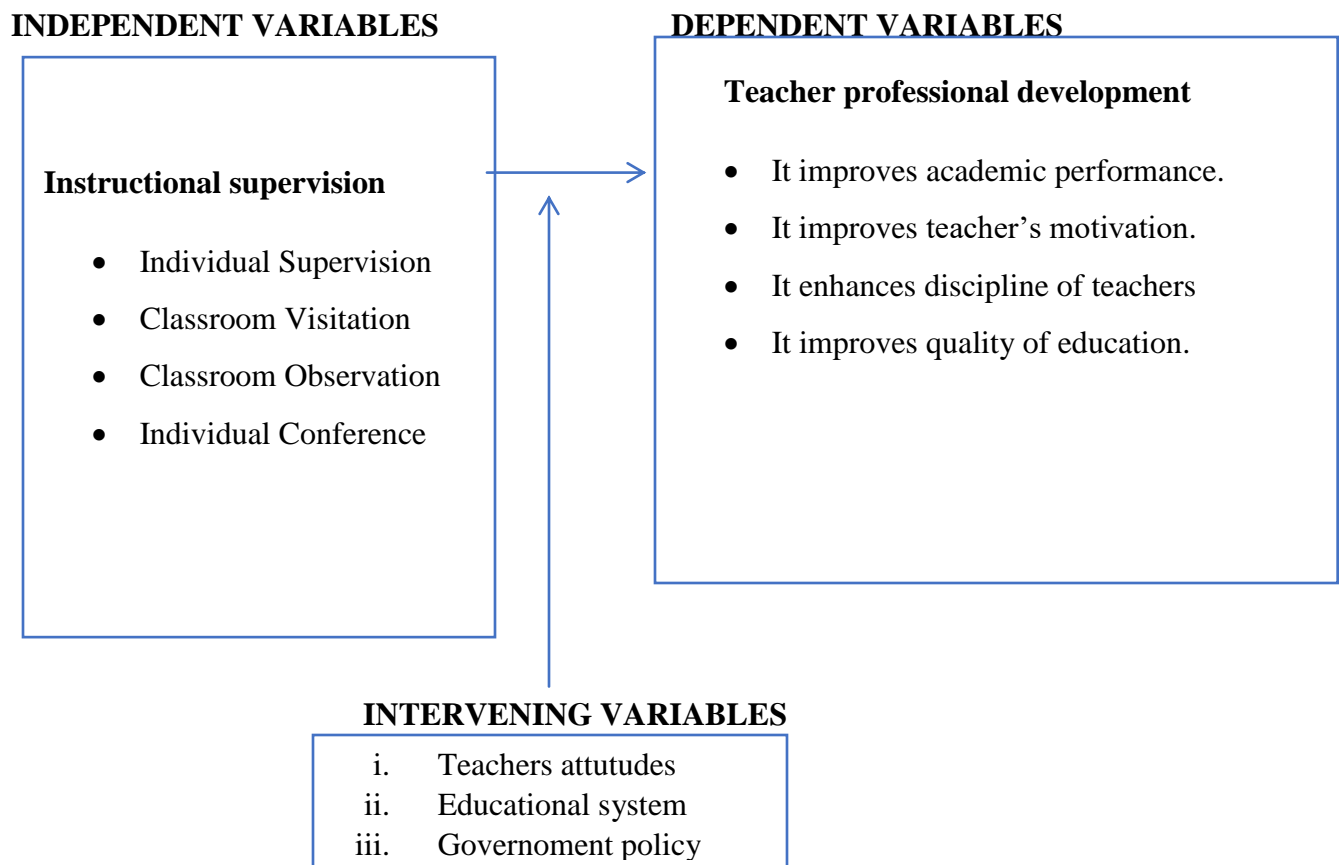 INDEPENDENT VARIABLES
DEPENDENT VARIABLES
Instructional supervision
• Individual Supervision
• Classroom Visitation
• Classroom Observation
• Individual Conference
Teacher professional development
• It improves academic performance.
• It improves teacher’s motivation.
• It enhances discipline of teachers
• It improves quality of education.
INTERVENING VARIABLES
i. Teachers attutudes
ii. Educational system
iii. Governoment policy